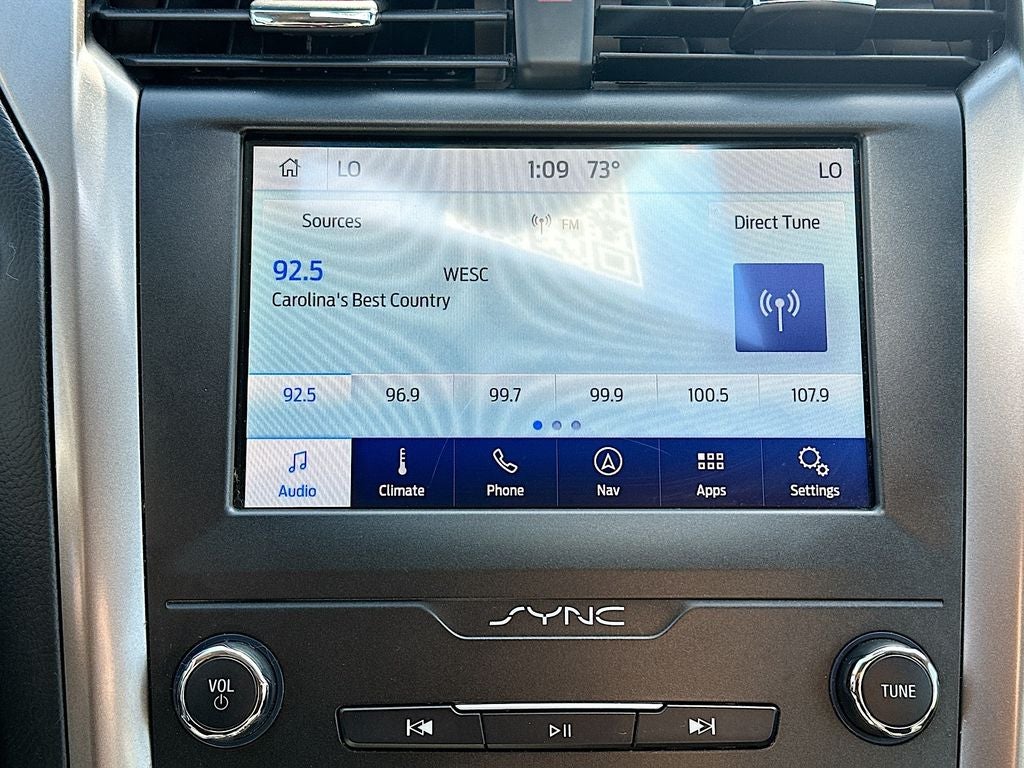 LO 1:09 73° LO
Sources FM Direct Tune
92.5 WESC
Carolina's Best Country
92.5 96.9 99.7 99.9 100.5 107.9
Audio Climate Phone Nav Apps Settings
SYNC
VOL
TUNE